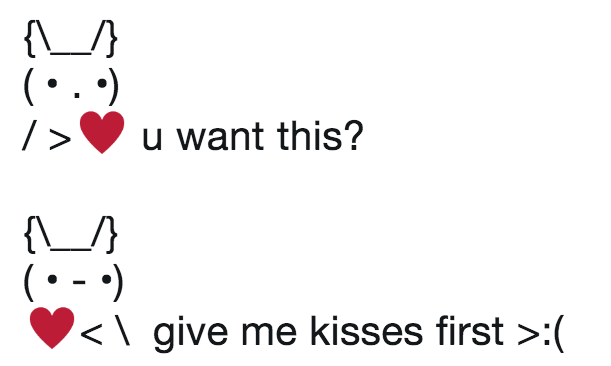 {\__/}
( • . •)
/ >❤️ u want this?
{\__/}
( • - •)
❤️< \  give me kisses first >:(